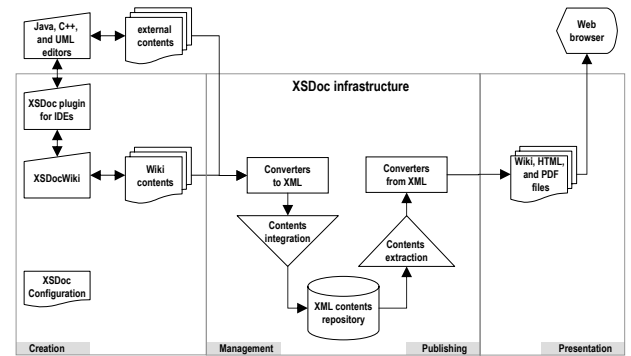 Java, C++,
and UML
editors
external
contents
Web
browser
XSDoc infrastructure
XSDoc plugin
for IDEs
XSDocWiki
Wiki
contents
Converters
to XML
Converters
from XML
Wiki, HTML,
and PDF
files
Contents
integration
Contents
extraction
XSDoc
Configuration
XML contents
repository
Creation
Management
Publishing
Presentation